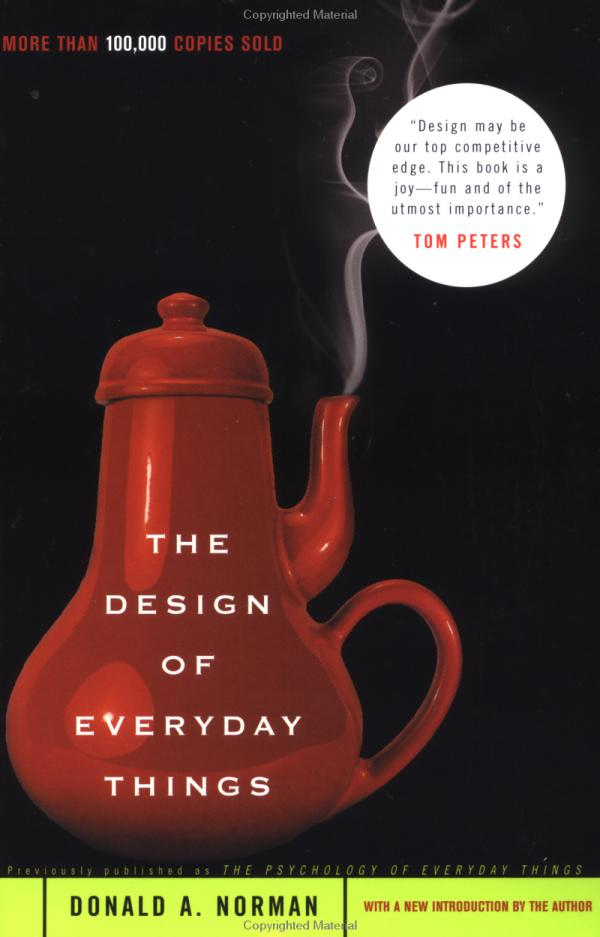 Copyrighted Material
MORE THAN 100,000 COPIES SOLD
“Design may be
our top competitive
edge. This book is a
joy—fun and of the
utmost importance.”
TOM PETERS
THE
DESIGN
OF
EVERYDAY
THINGS
Previously published as THE PSYCHOLOGY OF EVERYDAY THINGS
DONALD A. NORMAN
WITH A NEW INTRODUCTION BY THE AUTHOR
Copyrighted Material